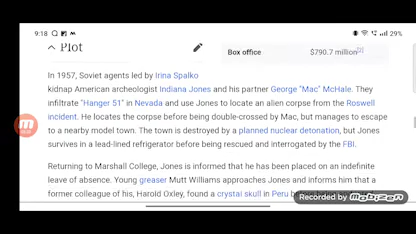 9:18
29%
Plot
Box office $790.7 million
In 1957, Soviet agents led by Irina Spalko
kidnap American archeologist Indiana Jones and his partner George "Mac" McHale. They
infiltrate "Hanger 51" in Nevada and use Jones to locate an alien corpse from the Roswell
incident. He locates the corpse before being double-crossed by Mac, but manages to escape
to a nearby model town. The town is destroyed by a planned nuclear detonation, but Jones
survives in a lead-lined refrigerator before being rescued and interrogated by the FBI.
Returning to Marshall College, Jones is informed that he has been placed on an indefinite
leave of absence. Young greaser Mutt Williams approaches Jones and informs him that a
former colleague of his, Harold Oxley, found a crystal skull in Peru
Recorded by Mobizen